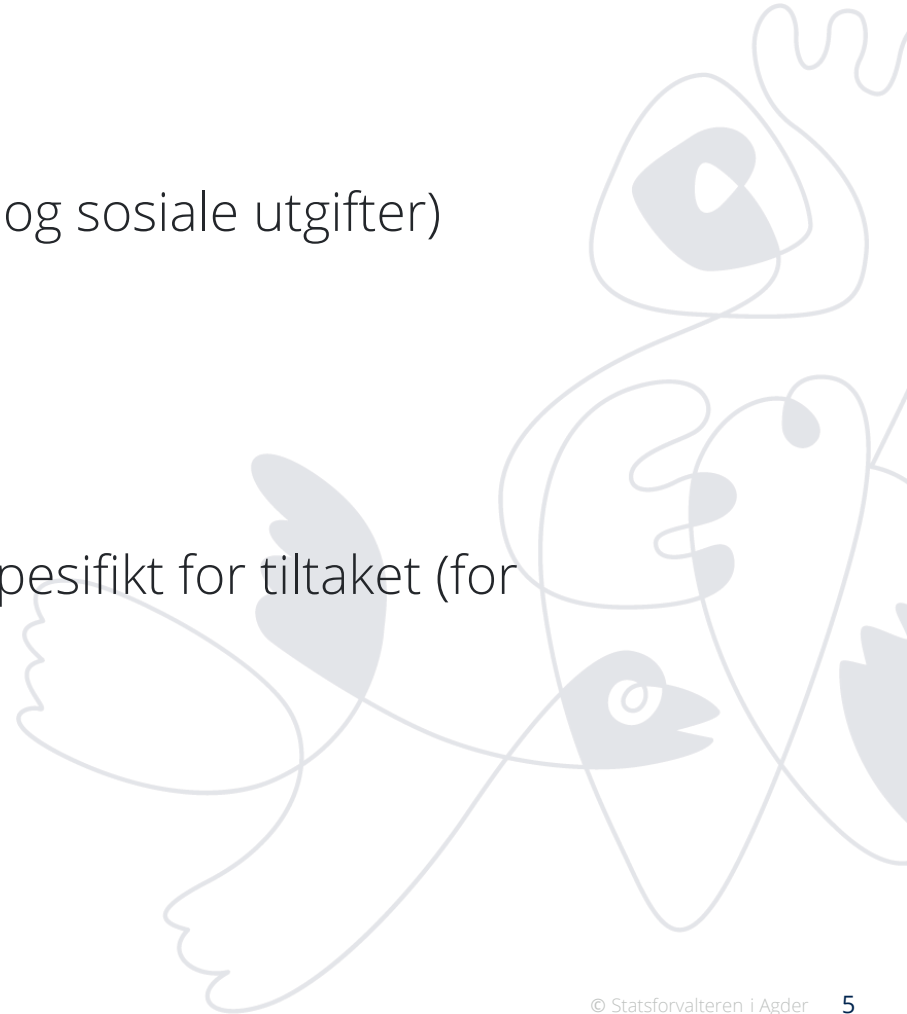 og sosiale utgifter)
pesifikt for tiltaket (for
© Statsforvalteren i Agder 5